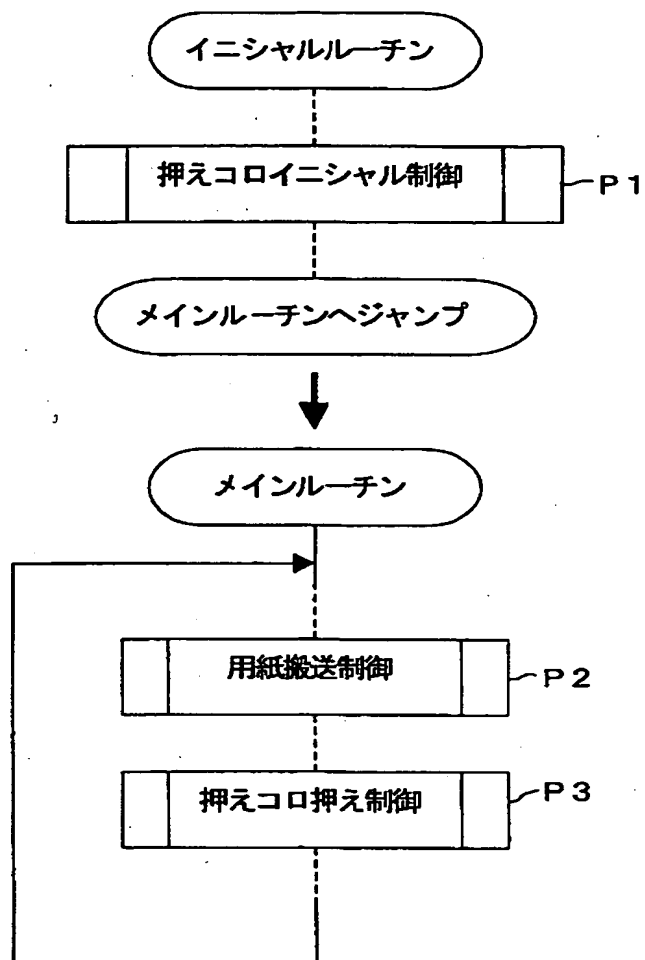 イニシャルルーチン
押えコロイニシャル制御
P1
メインルーチンへジャンプ
メインルーチン
用紙搬送制御
P2
押えコロ押え制御
P3